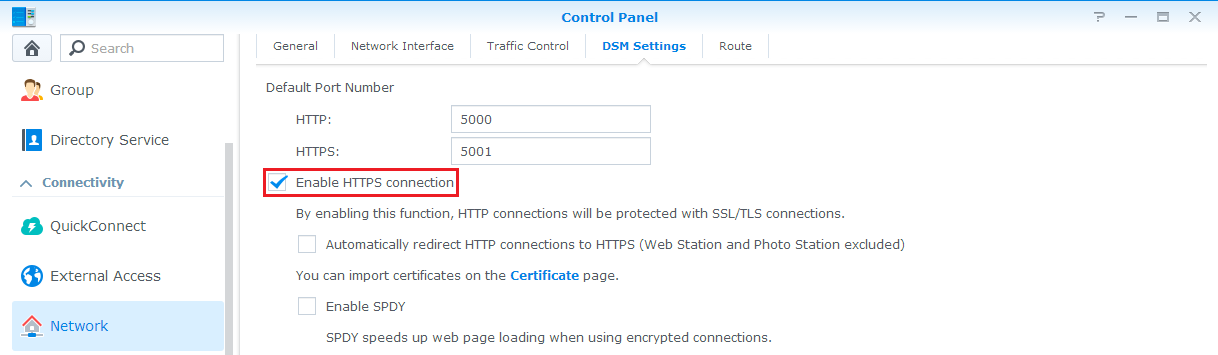 Control Panel
Search
General Network Interface Traffic Control DSM Settings Route
Group
Directory Service
Connectivity
QuickConnect
External Access
Network
Default Port Number
HTTP: 5000
HTTPS: 5001
Enable HTTPS connection
By enabling this function, HTTP connections will be protected with SSL/TLS connections.
Automatically redirect HTTP connections to HTTPS (Web Station and Photo Station excluded)
You can import certificates on the Certificate page.
Enable SPDY
SPDY speeds up web page loading when using encrypted connections.